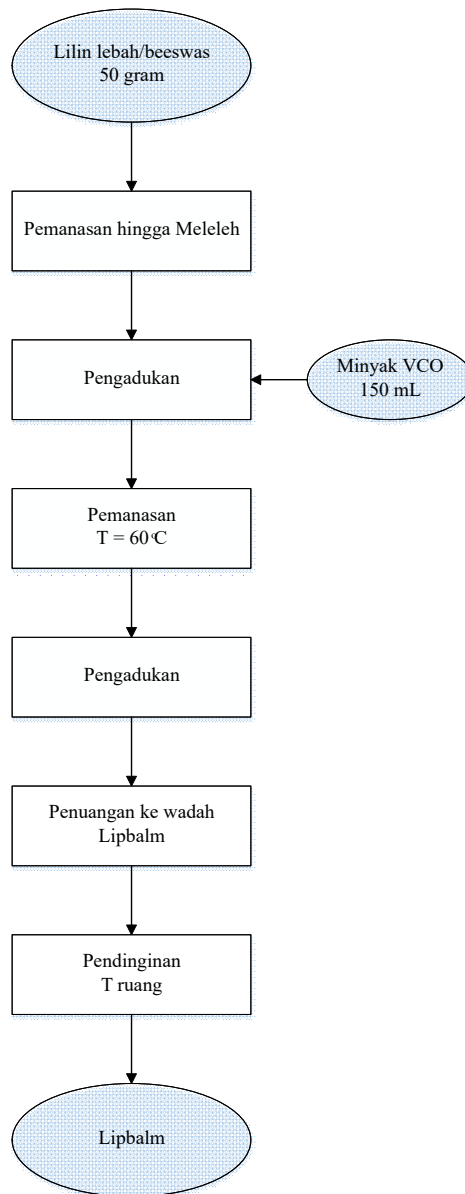 Lilin lebah/beeswas
50 gram
Pemanasan hingga Meleleh
Pengadukan
Minyak VCO
150 mL
Pemanasan
T = 60°C
Pengadukan
Penuangan ke wadah
Lipbalm
Pendinginan
T ruang
Lipbalm